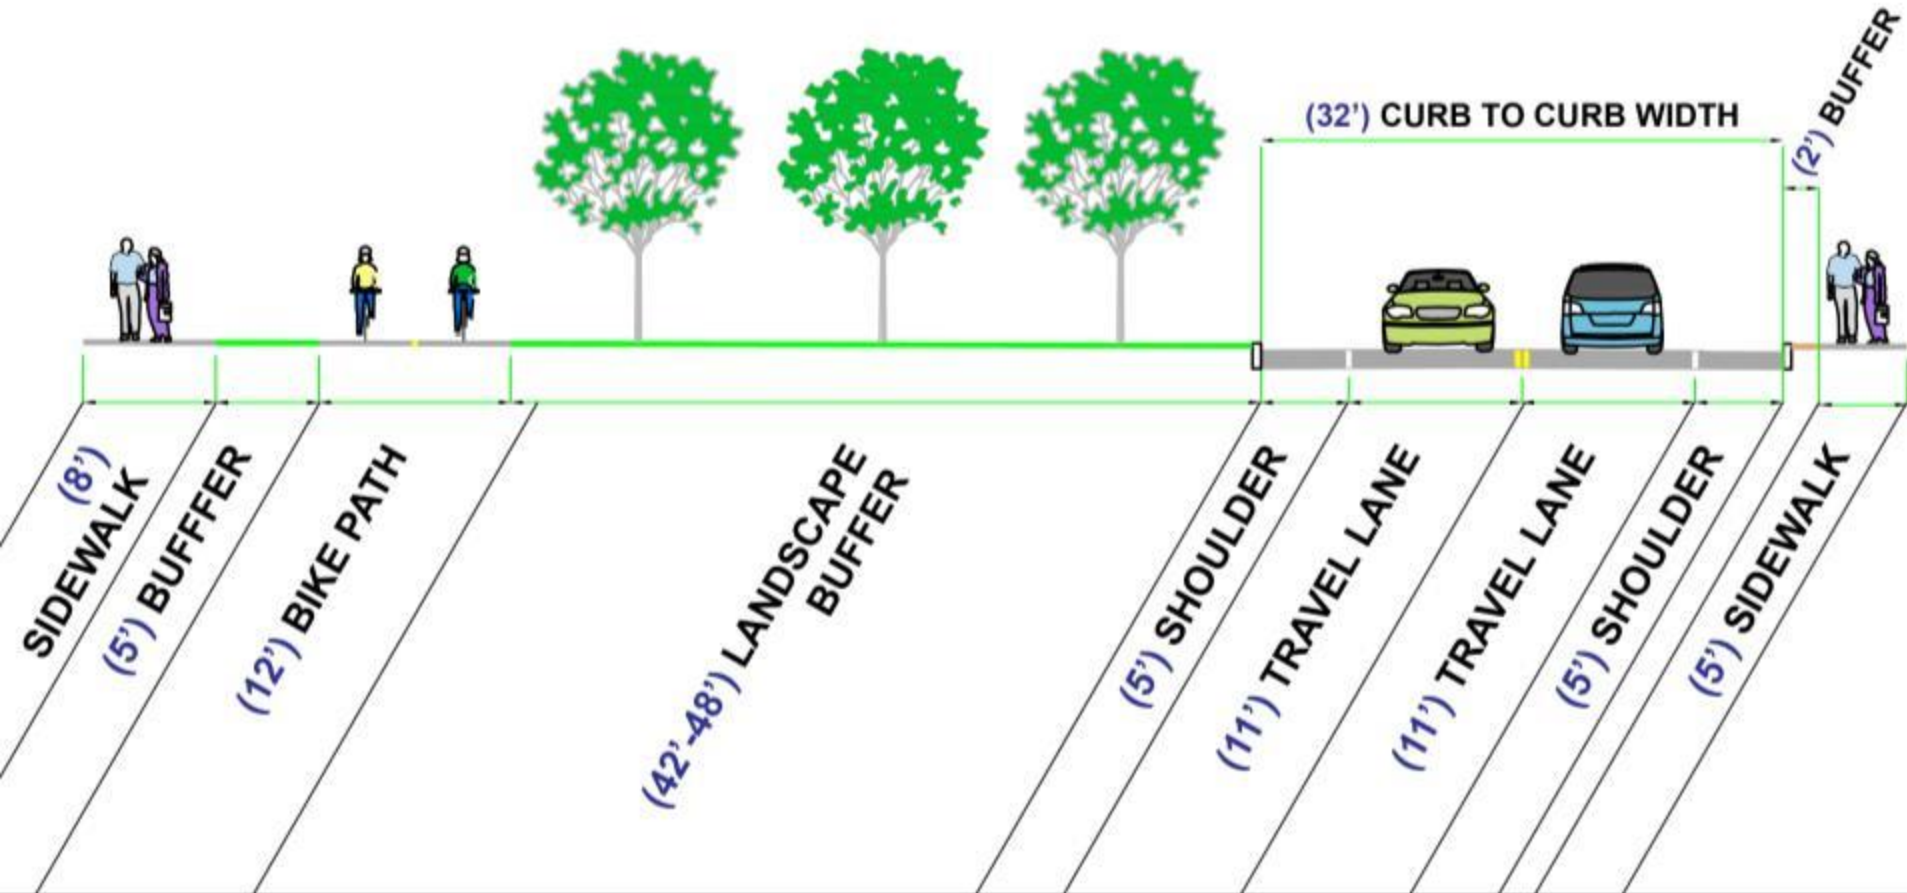 (32') CURB TO CURB WIDTH
(2') BUFFER
(8')
SIDEWALK
(5') BUFFFER
(12') BIKE PATH
(42'-48') LANDSCAPE
BUFFER
(5') SHOULDER
(11') TRAVEL LANE
(11') TRAVEL LANE
(5') SHOULDER
(5') SIDEWALK